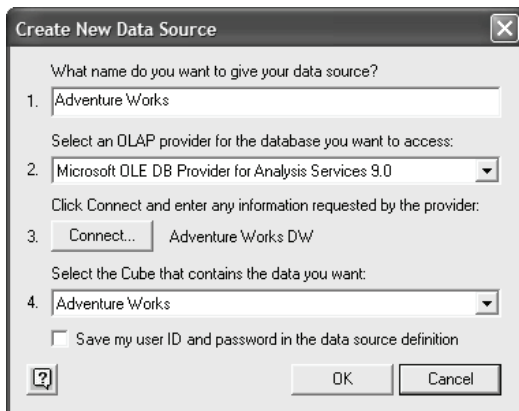 Create New Data Source
What name do you want to give your data source?
1. Adventure Works
Select an OLAP provider for the database you want to access:
2. Microsoft OLE DB Provider for Analysis Services 9.0
Click Connect and enter any information requested by the provider:
3. Connect... Adventure Works DW
Select the Cube that contains the data you want:
4. Adventure Works
Save my user ID and password in the data source definition
? OK Cancel